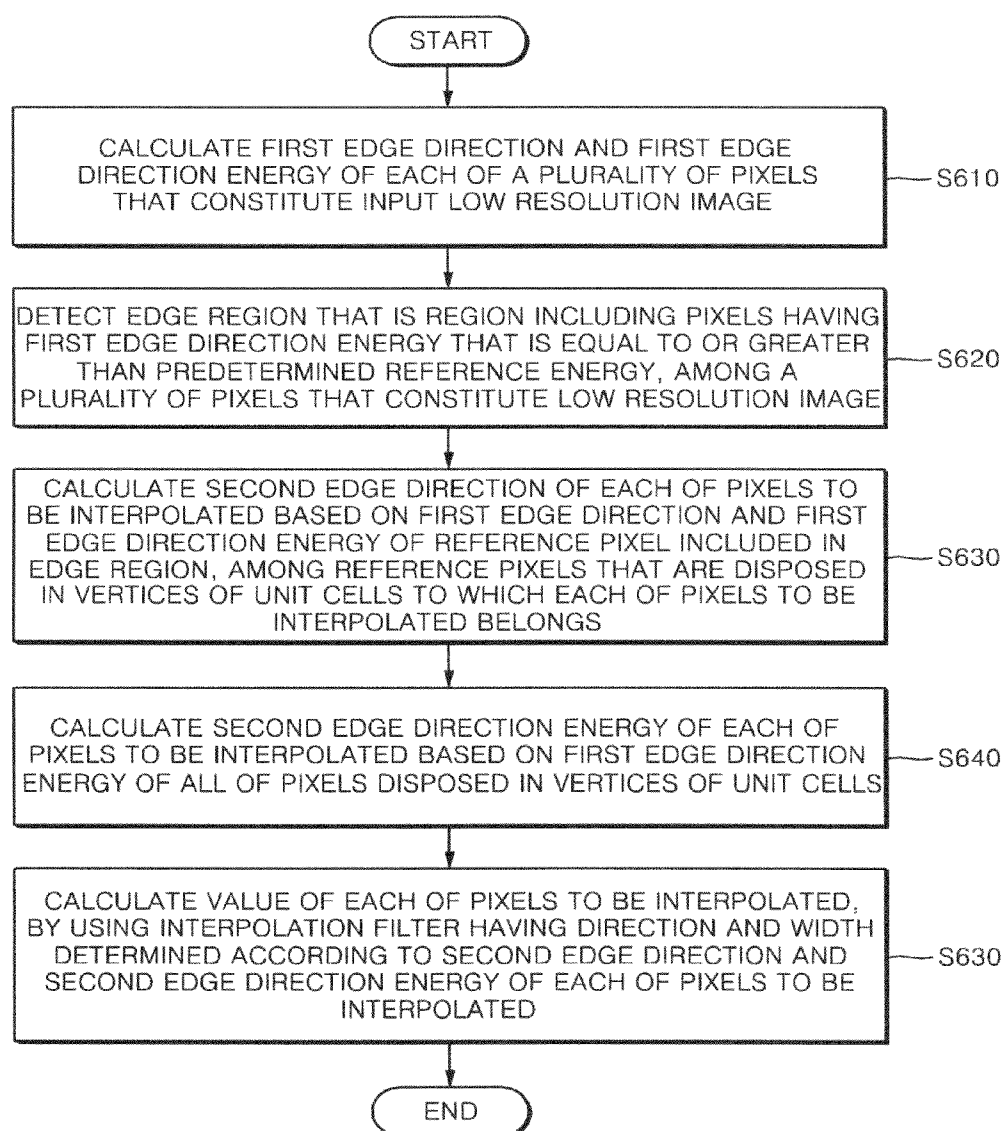 START
CALCULATE FIRST EDGE DIRECTION AND FIRST EDGE
DIRECTION ENERGY OF EACH OF A PLURALITY OF PIXELS
THAT CONSTITUTE INPUT LOW RESOLUTION IMAGE
S610
DETECT EDGE REGION THAT IS REGION INCLUDING PIXELS HAVING
FIRST EDGE DIRECTION ENERGY THAT IS EQUAL TO OR GREATER
THAN PREDETERMINED REFERENCE ENERGY, AMONG A
PLURALITY OF PIXELS THAT CONSTITUTE LOW RESOLUTION IMAGE
S620
CALCULATE SECOND EDGE DIRECTION OF EACH OF PIXELS TO
BE INTERPOLATED BASED ON FIRST EDGE DIRECTION AND FIRST
EDGE DIRECTION ENERGY OF REFERENCE PIXEL INCLUDED IN
EDGE REGION, AMONG REFERENCE PIXELS THAT ARE DISPOSED
IN VERTICES OF UNIT CELLS TO WHICH EACH OF PIXELS TO BE
INTERPOLATED BELONGS
S630
CALCULATE SECOND EDGE DIRECTION ENERGY OF EACH OF
PIXELS TO BE INTERPOLATED BASED ON FIRST EDGE DIRECTION
ENERGY OF ALL OF PIXELS DISPOSED IN VERTICES OF UNIT CELLS
S640
CALCULATE VALUE OF EACH OF PIXELS TO BE INTERPOLATED,
BY USING INTERPOLATION FILTER HAVING DIRECTION AND WIDTH
DETERMINED ACCORDING TO SECOND EDGE DIRECTION AND
SECOND EDGE DIRECTION ENERGY OF EACH OF PIXELS TO BE
INTERPOLATED
S630
END